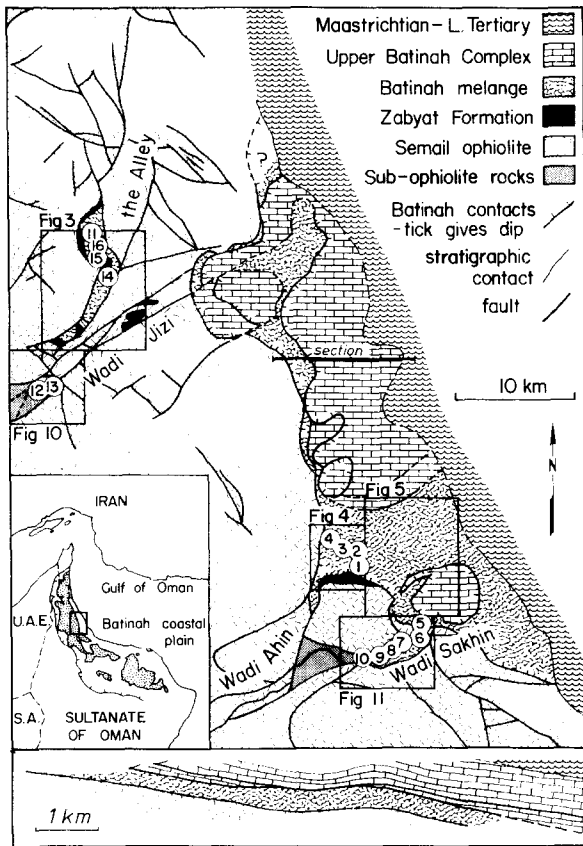 Maastrichtian – L. Tertiary
Upper Batinah Complex
Batinah melange
Zabyat Formation
Semail ophiolite
Sub-ophiolite rocks
Batinah contacts
-tick gives dip
stratigraphic
contact
fault
10 km
N
the Alley
?
Fig 3
11
16
15
14
Wadi Jizi
12 13
Fig 10
section
Fig 5
Fig 4
4
3 2
1
5
6
7
8
9
10
Wadi Ahin
Wadi Sakhin
Fig 11
IRAN
Gulf of Oman
U.A.E.
Batinah coastal
plain
S.A.
SULTANATE
OF OMAN
1 km